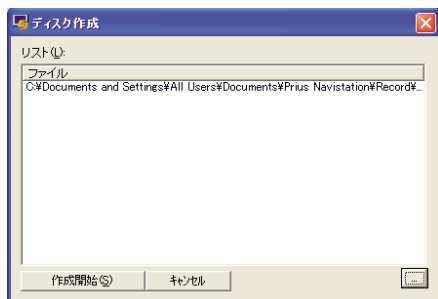 ディスク作成
リスト(L):
ファイル
C:¥Documents and Settings¥All Users¥Documents¥Prius Navistation¥Record¥...
作成開始(S)
キャンセル
...